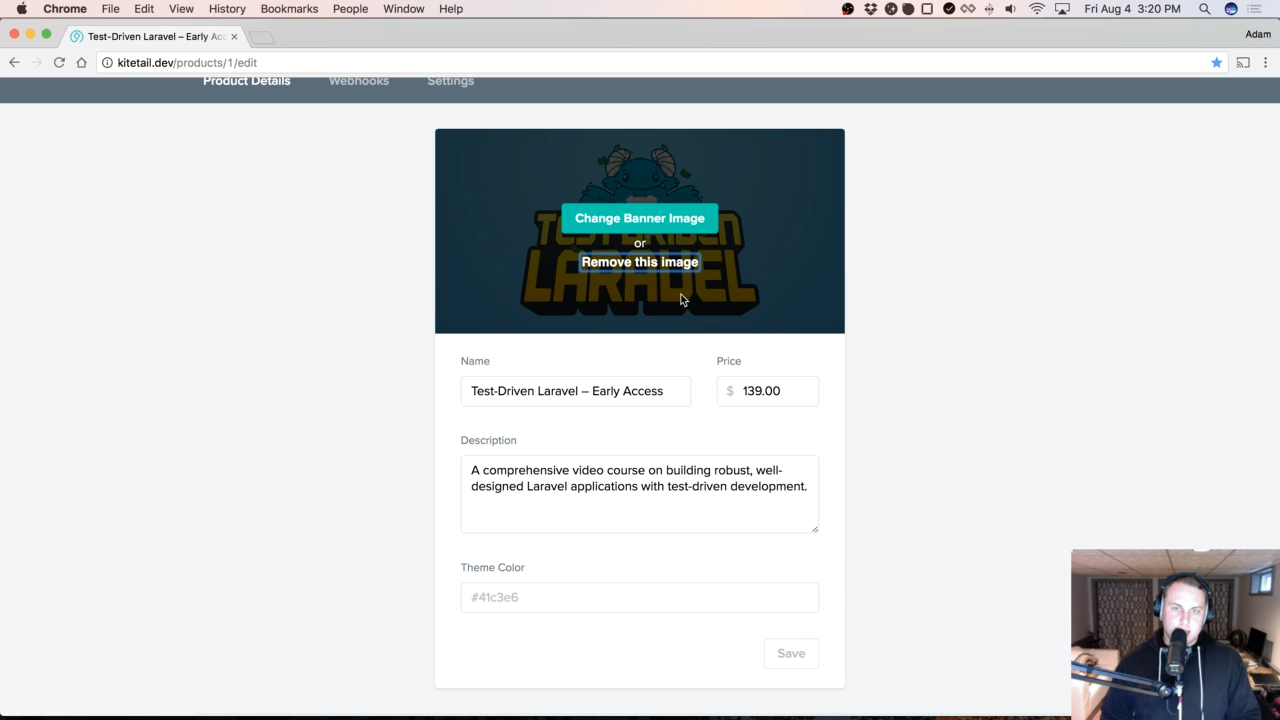 Chrome File Edit View History Bookmarks People Window Help Fri Aug 4 3:20 PM
Test-Driven Laravel – Early Acc
Adam
kitetail.dev/products/1/edit
Product Details Webhooks Settings
TEST DRIVEN
LARAVEL
Change Banner Image
or
Remove this image
Name Price
Test-Driven Laravel – Early Access $ 139.00
Description
A comprehensive video course on building robust, well-
designed Laravel applications with test-driven development.
Theme Color
#41c3e6
Save